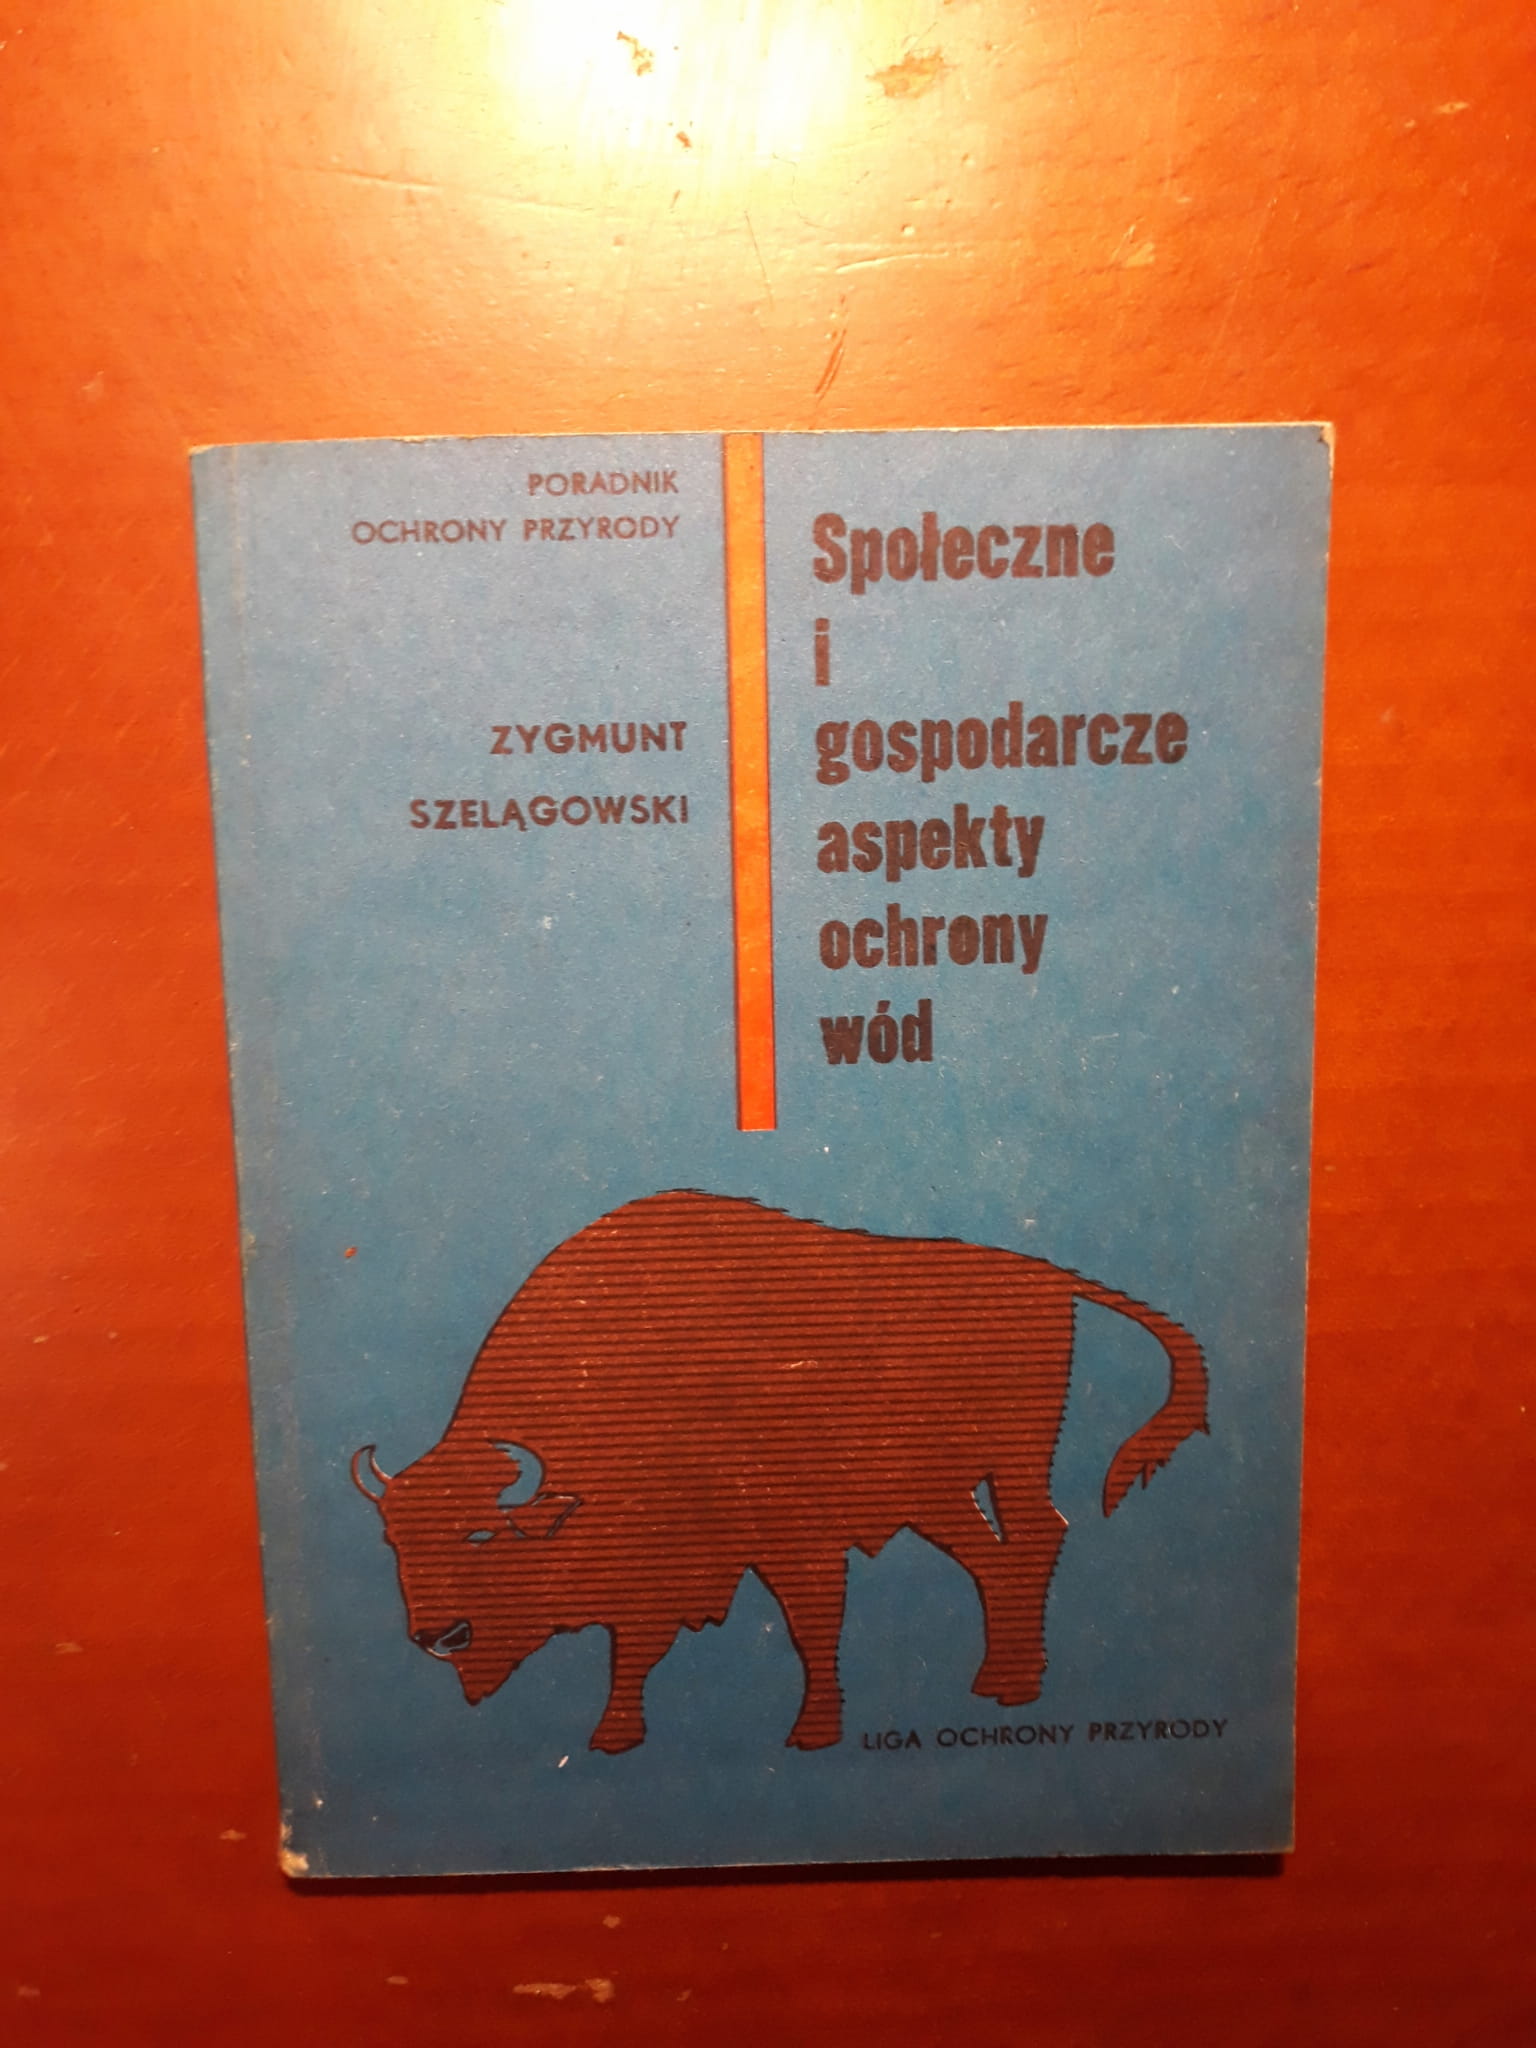 PORADNIK
OCHRONY PRZYRODY
ZYGMUNT
SZELĄGOWSKI
Społeczne
i
gospodarcze
aspekty
ochrony
wód
LIGA OCHRONY PRZYRODY